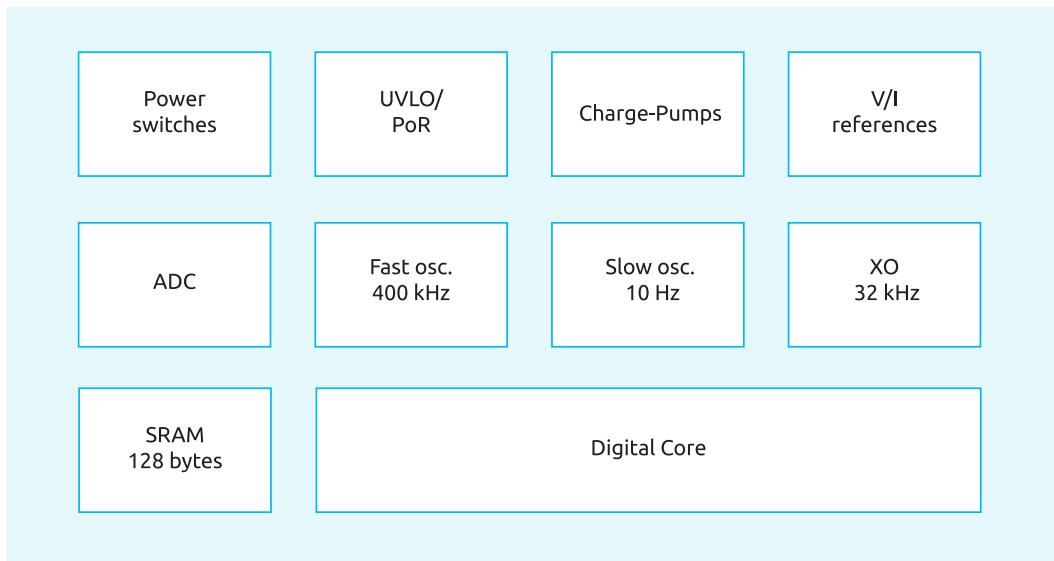 Power
switches
UVLO/
PoR
Charge-Pumps
V/I
references
ADC
Fast osc.
400 kHz
Slow osc.
10 Hz
XO
32 kHz
SRAM
128 bytes
Digital Core